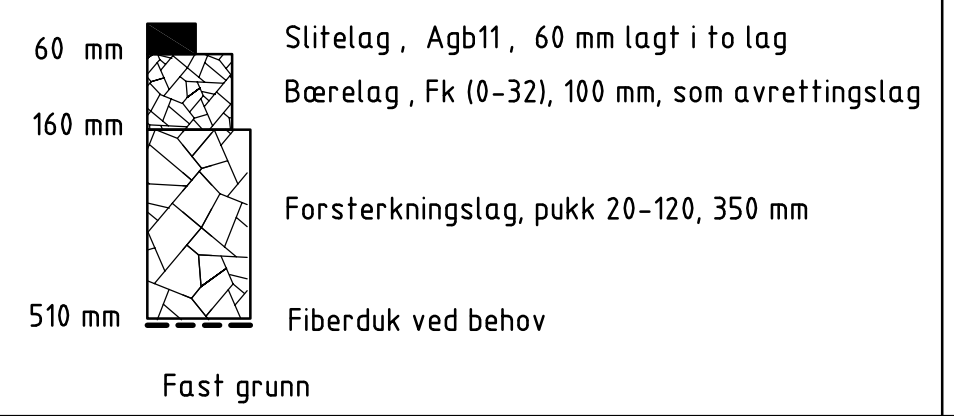 60 mm Slitelag , Agb11 , 60 mm lagt i to lag
Bærelag , Fk (0-32), 100 mm, som avrettingslag
160 mm
Forsterkningslag, pukk 20-120, 350 mm
510 mm Fiberduk ved behov
Fast grunn